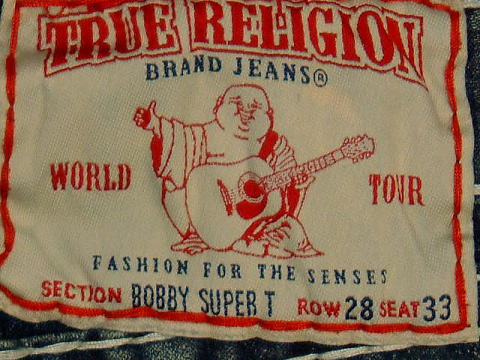 TRUE RELIGION
BRAND JEANS®
WORLD TOUR
FASHION FOR THE SENSES
SECTION BOBBY SUPER T ROW 28 SEAT 33